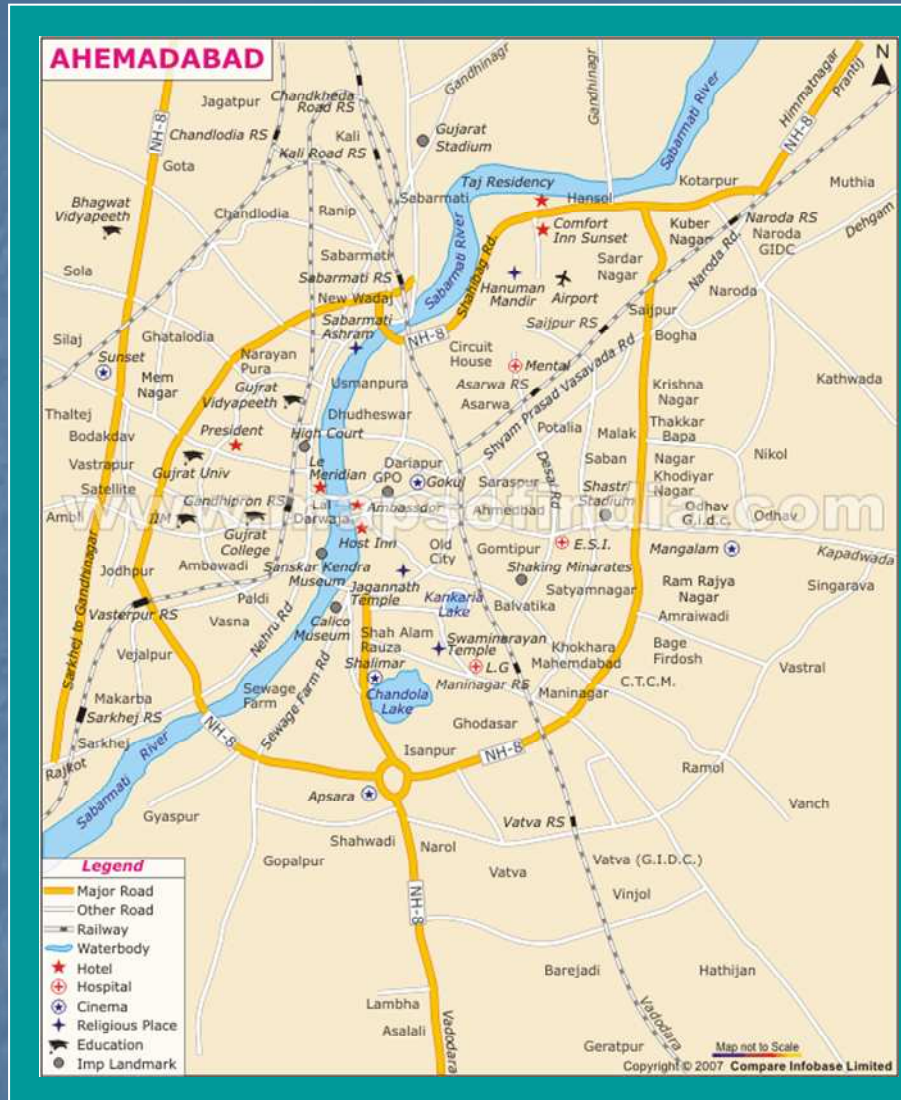 AHEMADABAD
N
Gandhinagr
Gandhinagr
Himmatnagar
Prantij
NH-8
NH-8
Jagatpur
Chandkheda
Road RS
Chandlodia RS
Kali
Kali Road RS
Gujarat
Stadium
Gota
Sabarmati River
Taj Residency
Kotarpur
Muthia
Bhagwat
Vidyapeeth
Sabarmati
Hansol
Chandlodia
Ranip
Comfort
Inn Sunset
Kuber
Nagar
Naroda RS
Naroda
GIDC
Dehgam
Sabarmati
Sabarmati River
Shahibag Rd.
Sardar
Nagar
Naroda Rd.
Sola
Sabarmati RS
Hanuman
Mandir
Airport
Naroda
New Wadaj
Saijpur RS
Saijpur
Silaj
Ghatalodia
Sabarmati
Ashram
NH-8
Circuit
House
Bogha
Sunset
Narayan
Pura
Mental
Shyam Prasad Vasavada Rd
Mem
Nagar
Usmanpura
Asarwa RS
Krishna
Nagar
Kathwada
Gujrat
Vidyapeeth
Asarwa
Thaltej
Dhudheswar
Thakkar
Bapa
Bodakdav
President
High Court
Potalia
Malak
Vastrapur
Gujrat Univ
Le
Meridian
Dariapur
GPO
Gokul
Saraspur
Desai Rd
Saban
Nagar
Nikol
Khodiyar
Nagar
Satellite
Gandhipron RS
Shastri
Stadium
www.mapsofindia.com
Ambl
IIM
Lal
Darwaja
Ambassdor
Ahmedbad
Odhav
G.i.d.c.
Odhav
Gujrat
College
Host Inn
Old
City
Gomtipur
E.S.I.
Mangalam
Kapadwada
Jodhpur
Ambawadi
Sanskar Kendra
Museum
Shaking Minarates
Ram Rajya
Nagar
Singarava
Jagannath
Temple
Kankaria
Lake
Satyamnagar
Vasterpur RS
Paldi
Balvatika
Amraiwadi
Vasna
Nehru Rd
Calico
Museum
Shah Alam
Rauza
Swaminarayan
Temple
Khokhara
Mahemdabad
Bage
Firdosh
Vejalpur
Shalimar
L.G
Vastral
Sarkhej to Gandhinagar
Maninagar RS
C.T.C.M.
Makarba
Sewage
Farm
Sewage Farm Rd
Chandola
Lake
Maninagar
Sarkhej RS
Ghodasar
NH-8
Sarkhej
Isanpur
NH-8
Rajkot
Sabarmati River
Ramol
Apsara
Vanch
Gyaspur
Vatva RS
Shahwadi
Narol
Gopalpur
Vatva
Vatva (G.I.D.C.)
Vinjol
NH-8
Barejadi
Hathijan
Lambha
Asalali
Vadodara
Vadodara
Geratpur
Legend
Major Road
Other Road
Railway
Waterbody
Hotel
Hospital
Cinema
Religious Place
Education
Imp Landmark
Map not to Scale
Copyright © 2007 Compare Infobase Limited